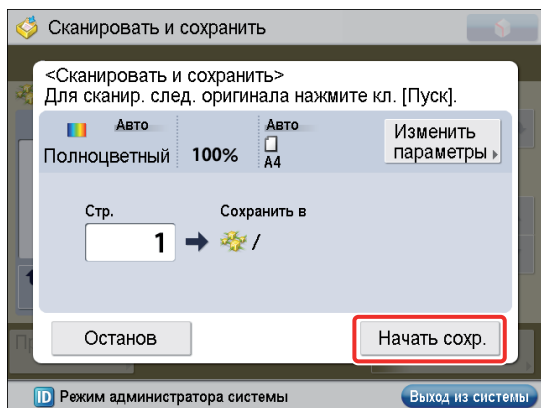 Сканировать и сохранить
<Сканировать и сохранить>
Для сканир. след. оригинала нажмите кл. [Пуск].
Авто
Авто
Полноцветный
100%
A4
Изменить
параметры
Стр.
Сохранить в
1
/
Останов
Начать сохр.
ID Режим администратора системы
Выход из системы